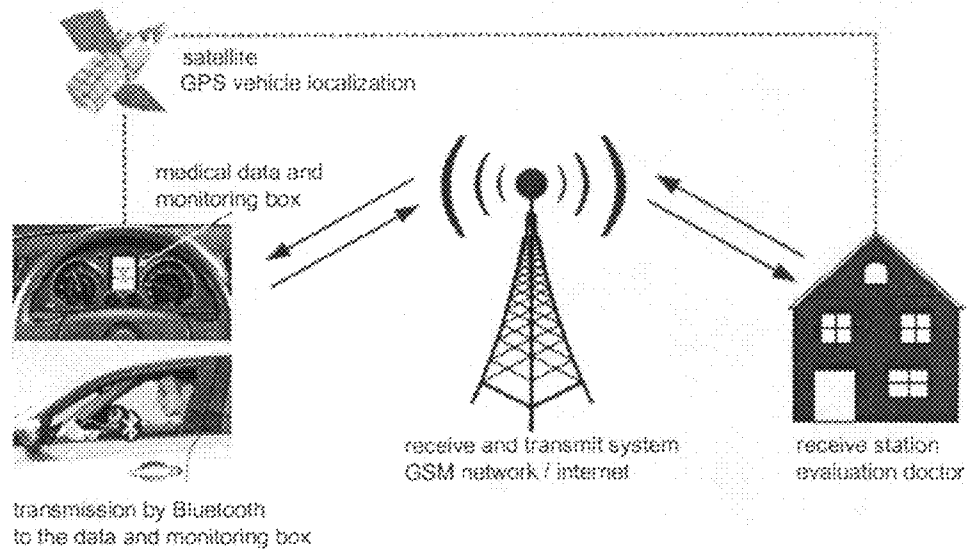 satellite
GPS vehicle localization
medical data and
monitoring box
receive and transmit system
GSM network / internet
receive station
evaluation doctor
transmission by Bluetooth
to the data and monitoring box